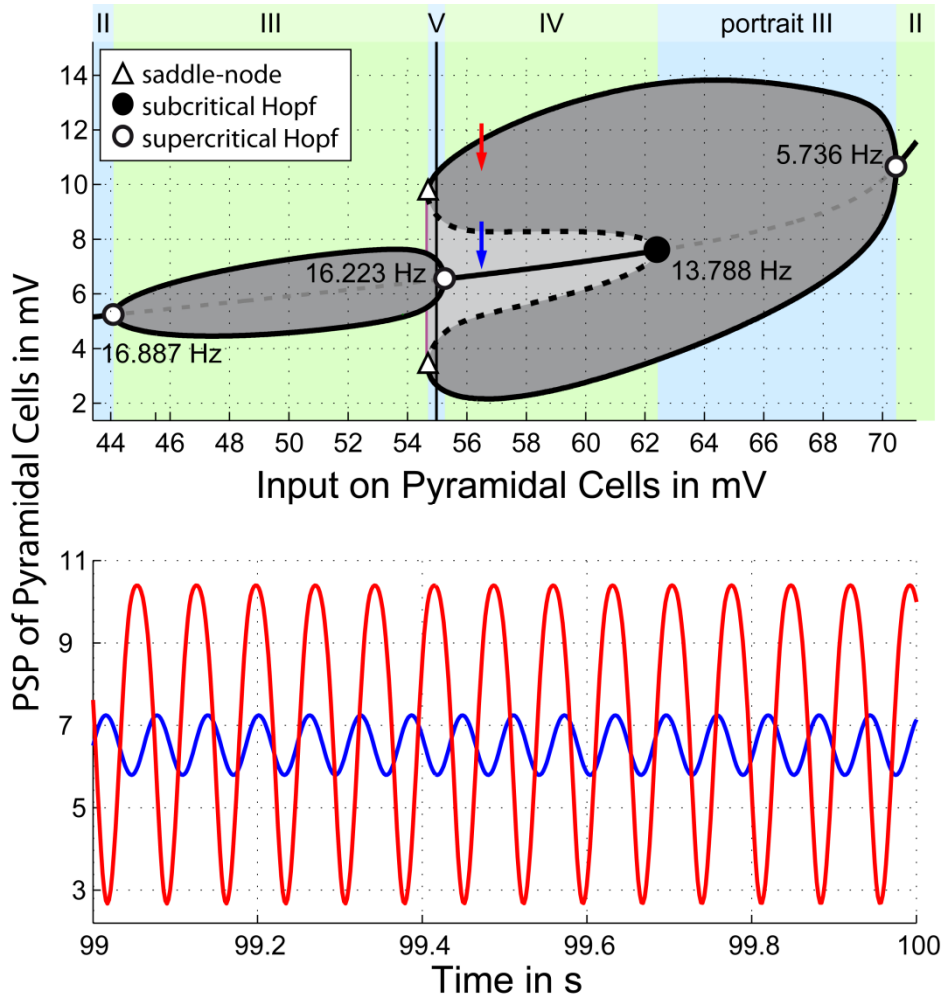 II III V IV portrait III II
saddle-node
subcritical Hopf
supercritical Hopf
14
12
10
8
6
4
2
5.736 Hz
16.223 Hz
13.788 Hz
16.887 Hz
44 46 48 50 52 54 56 58 60 62 64 66 68 70
Input on Pyramidal Cells in mV
PSP of Pyramidal Cells in mV
11
9
7
5
3
99 99.2 99.4 99.6 99.8 100
Time in s